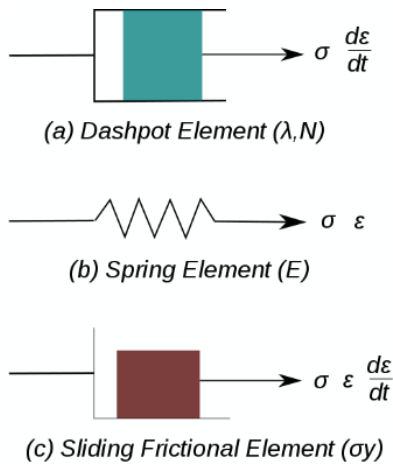 σ dε/dt
(a) Dashpot Element (λ,N)
σ ε
(b) Spring Element (E)
σ ε dε/dt
(c) Sliding Frictional Element (σy)